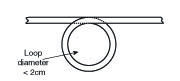 Loop
diameter
< 2cm